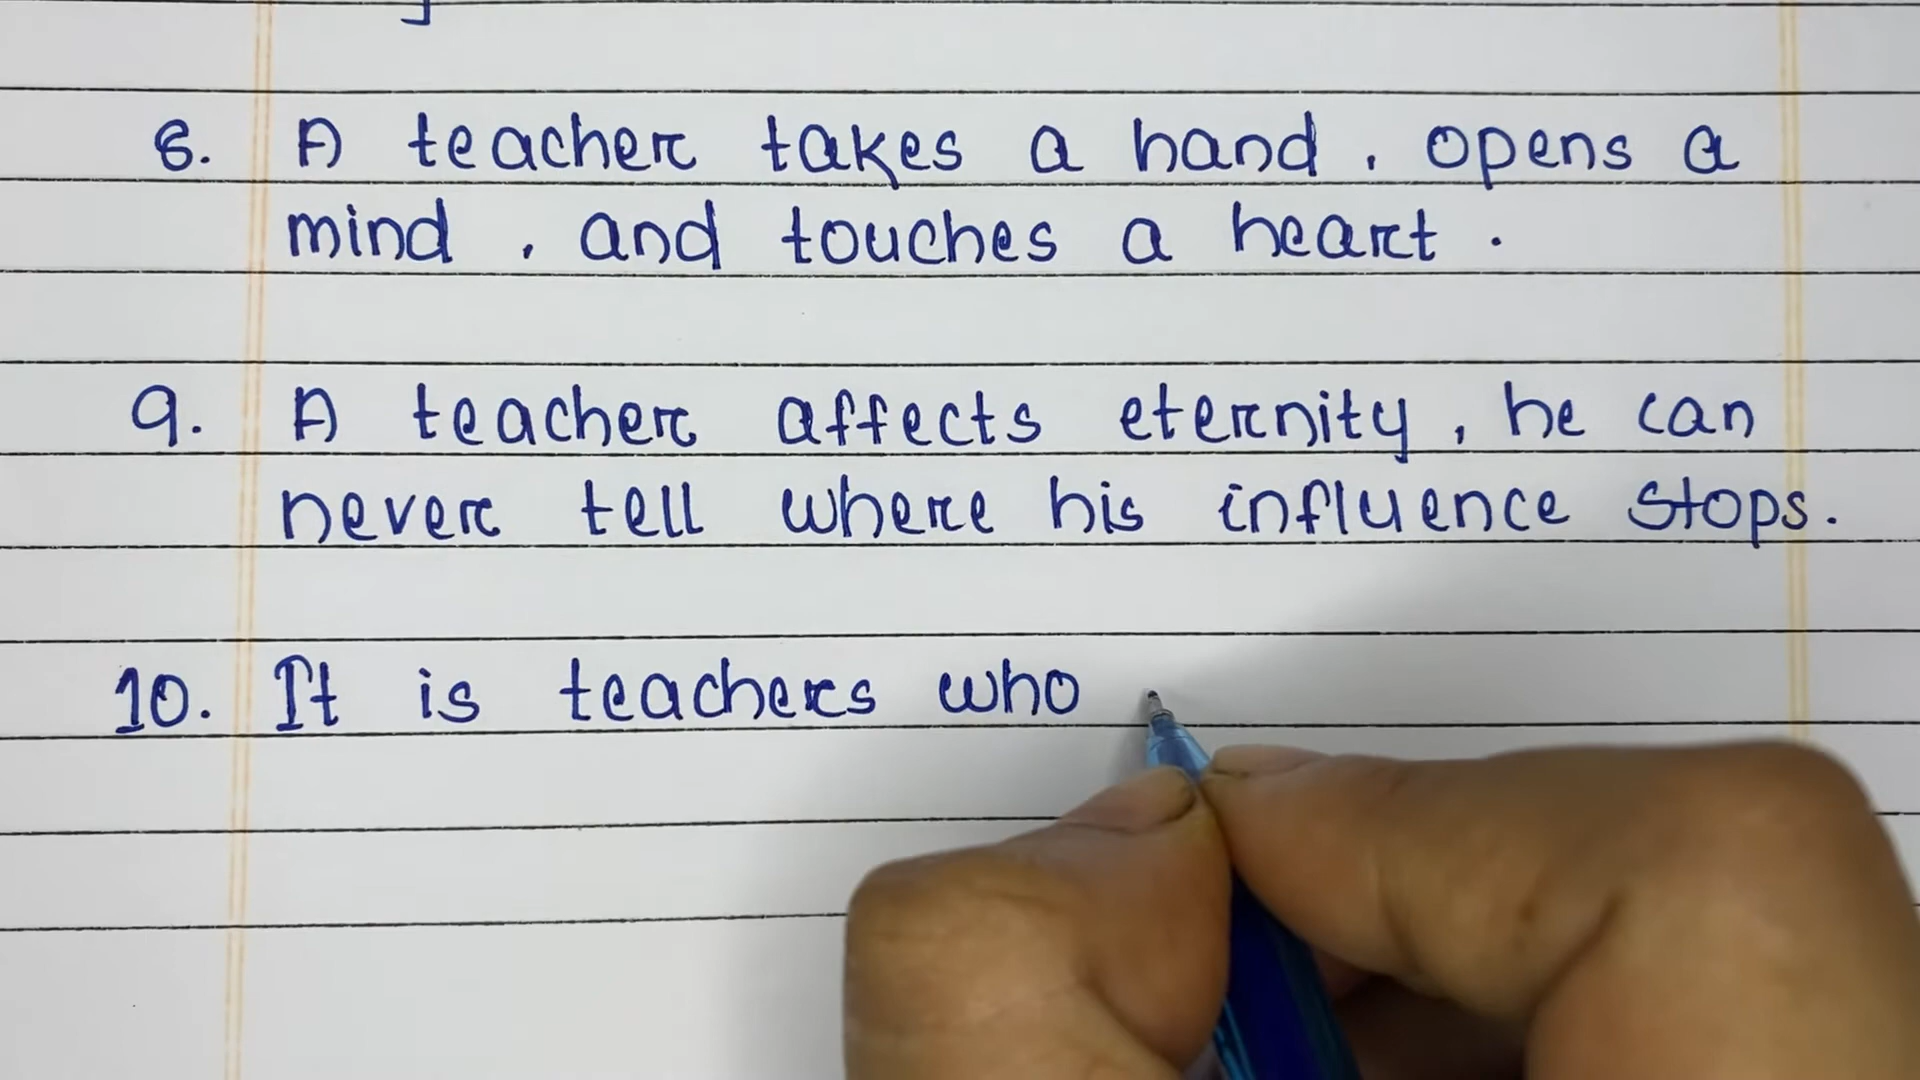 8. A teacher takes a hand, opens a
mind, and touches a heart.
9. A teacher affects eternity, he can
never tell where his influence stops.
10. It is teachers who